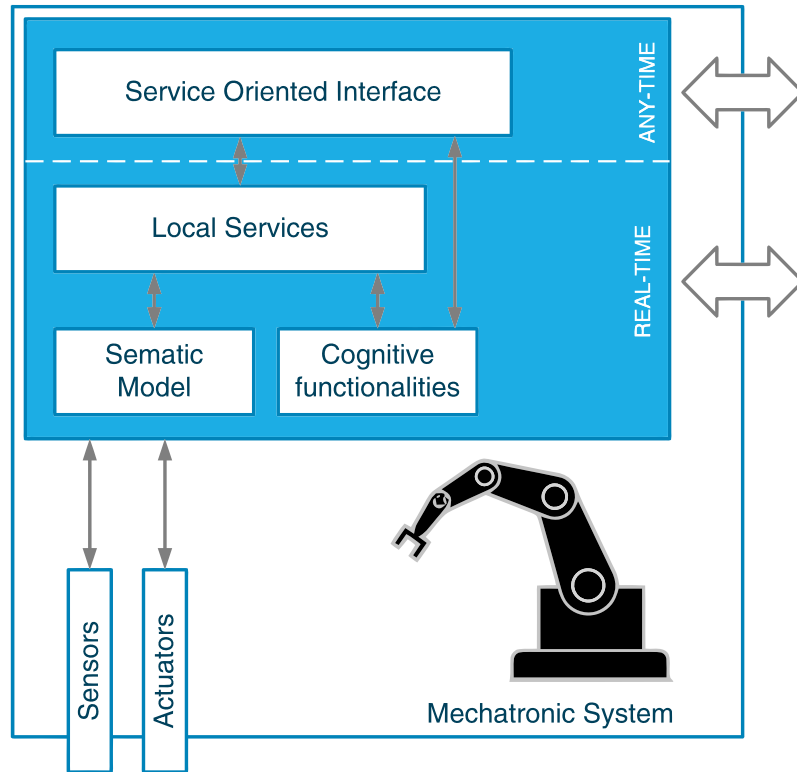 Service Oriented Interface
ANY-TIME
Local Services
REAL-TIME
Sematic
Model
Cognitive
functionalities
Sensors
Actuators
Mechatronic System